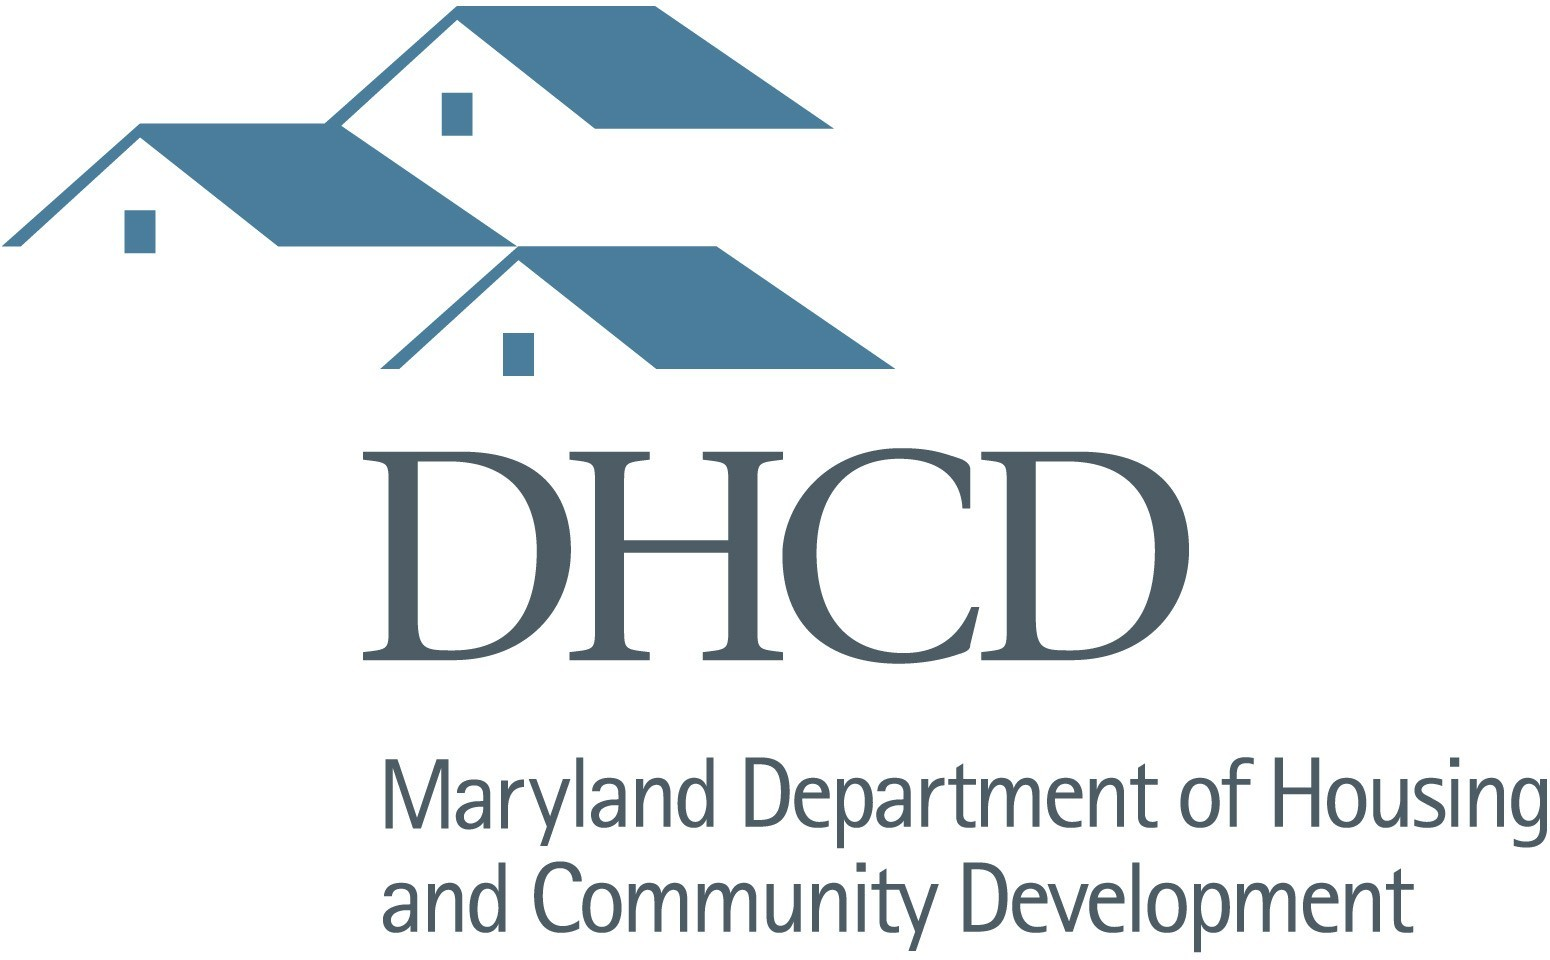 DHCD
Maryland Department of Housing
and Community Development